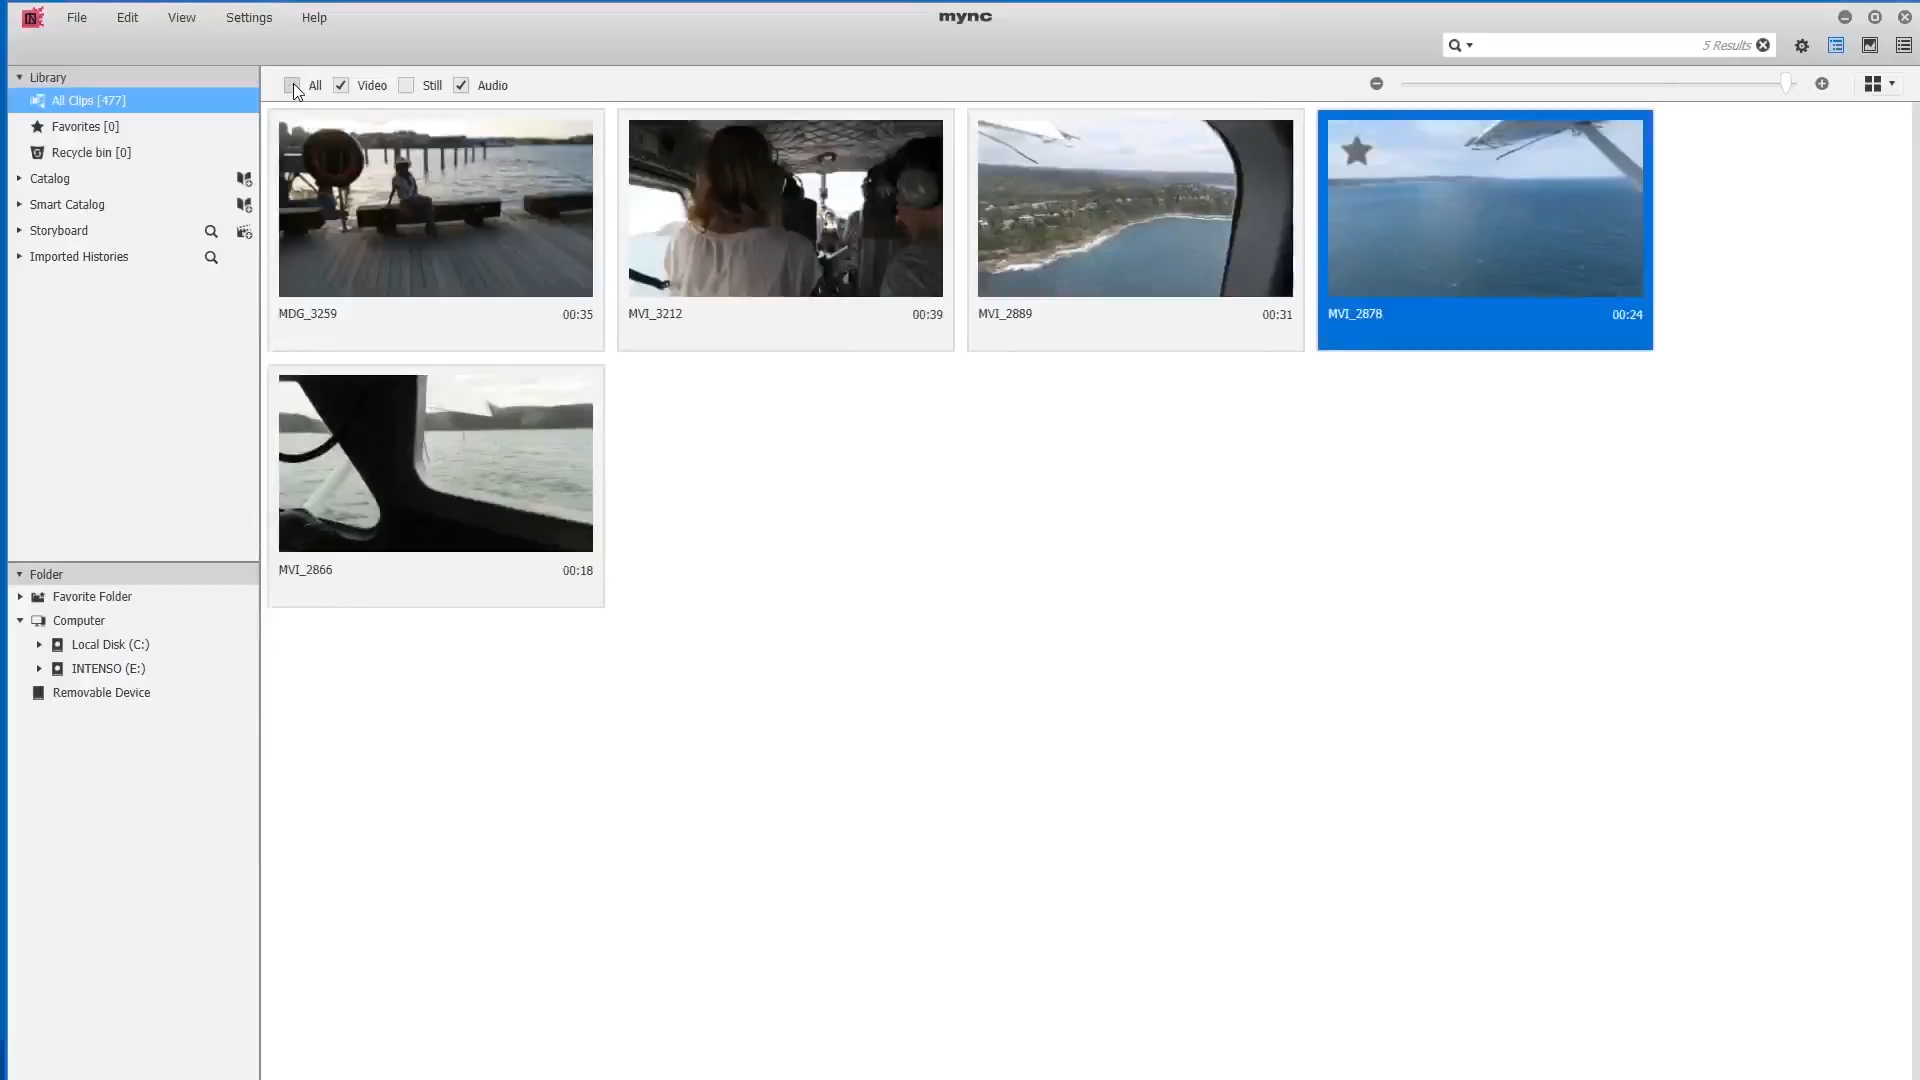 File Edit View Settings Help
mync
5 Results
Library
All Clips [477]
Favorites [0]
Recycle bin [0]
Catalog
Smart Catalog
Storyboard
Imported Histories
All Video Still Audio
MDG_3259 00:35
MVI_3212 00:39
MVI_2889 00:31
MVI_2878 00:24
MVI_2866 00:18
Folder
Favorite Folder
Computer
Local Disk (C:)
INTENSO (E:)
Removable Device